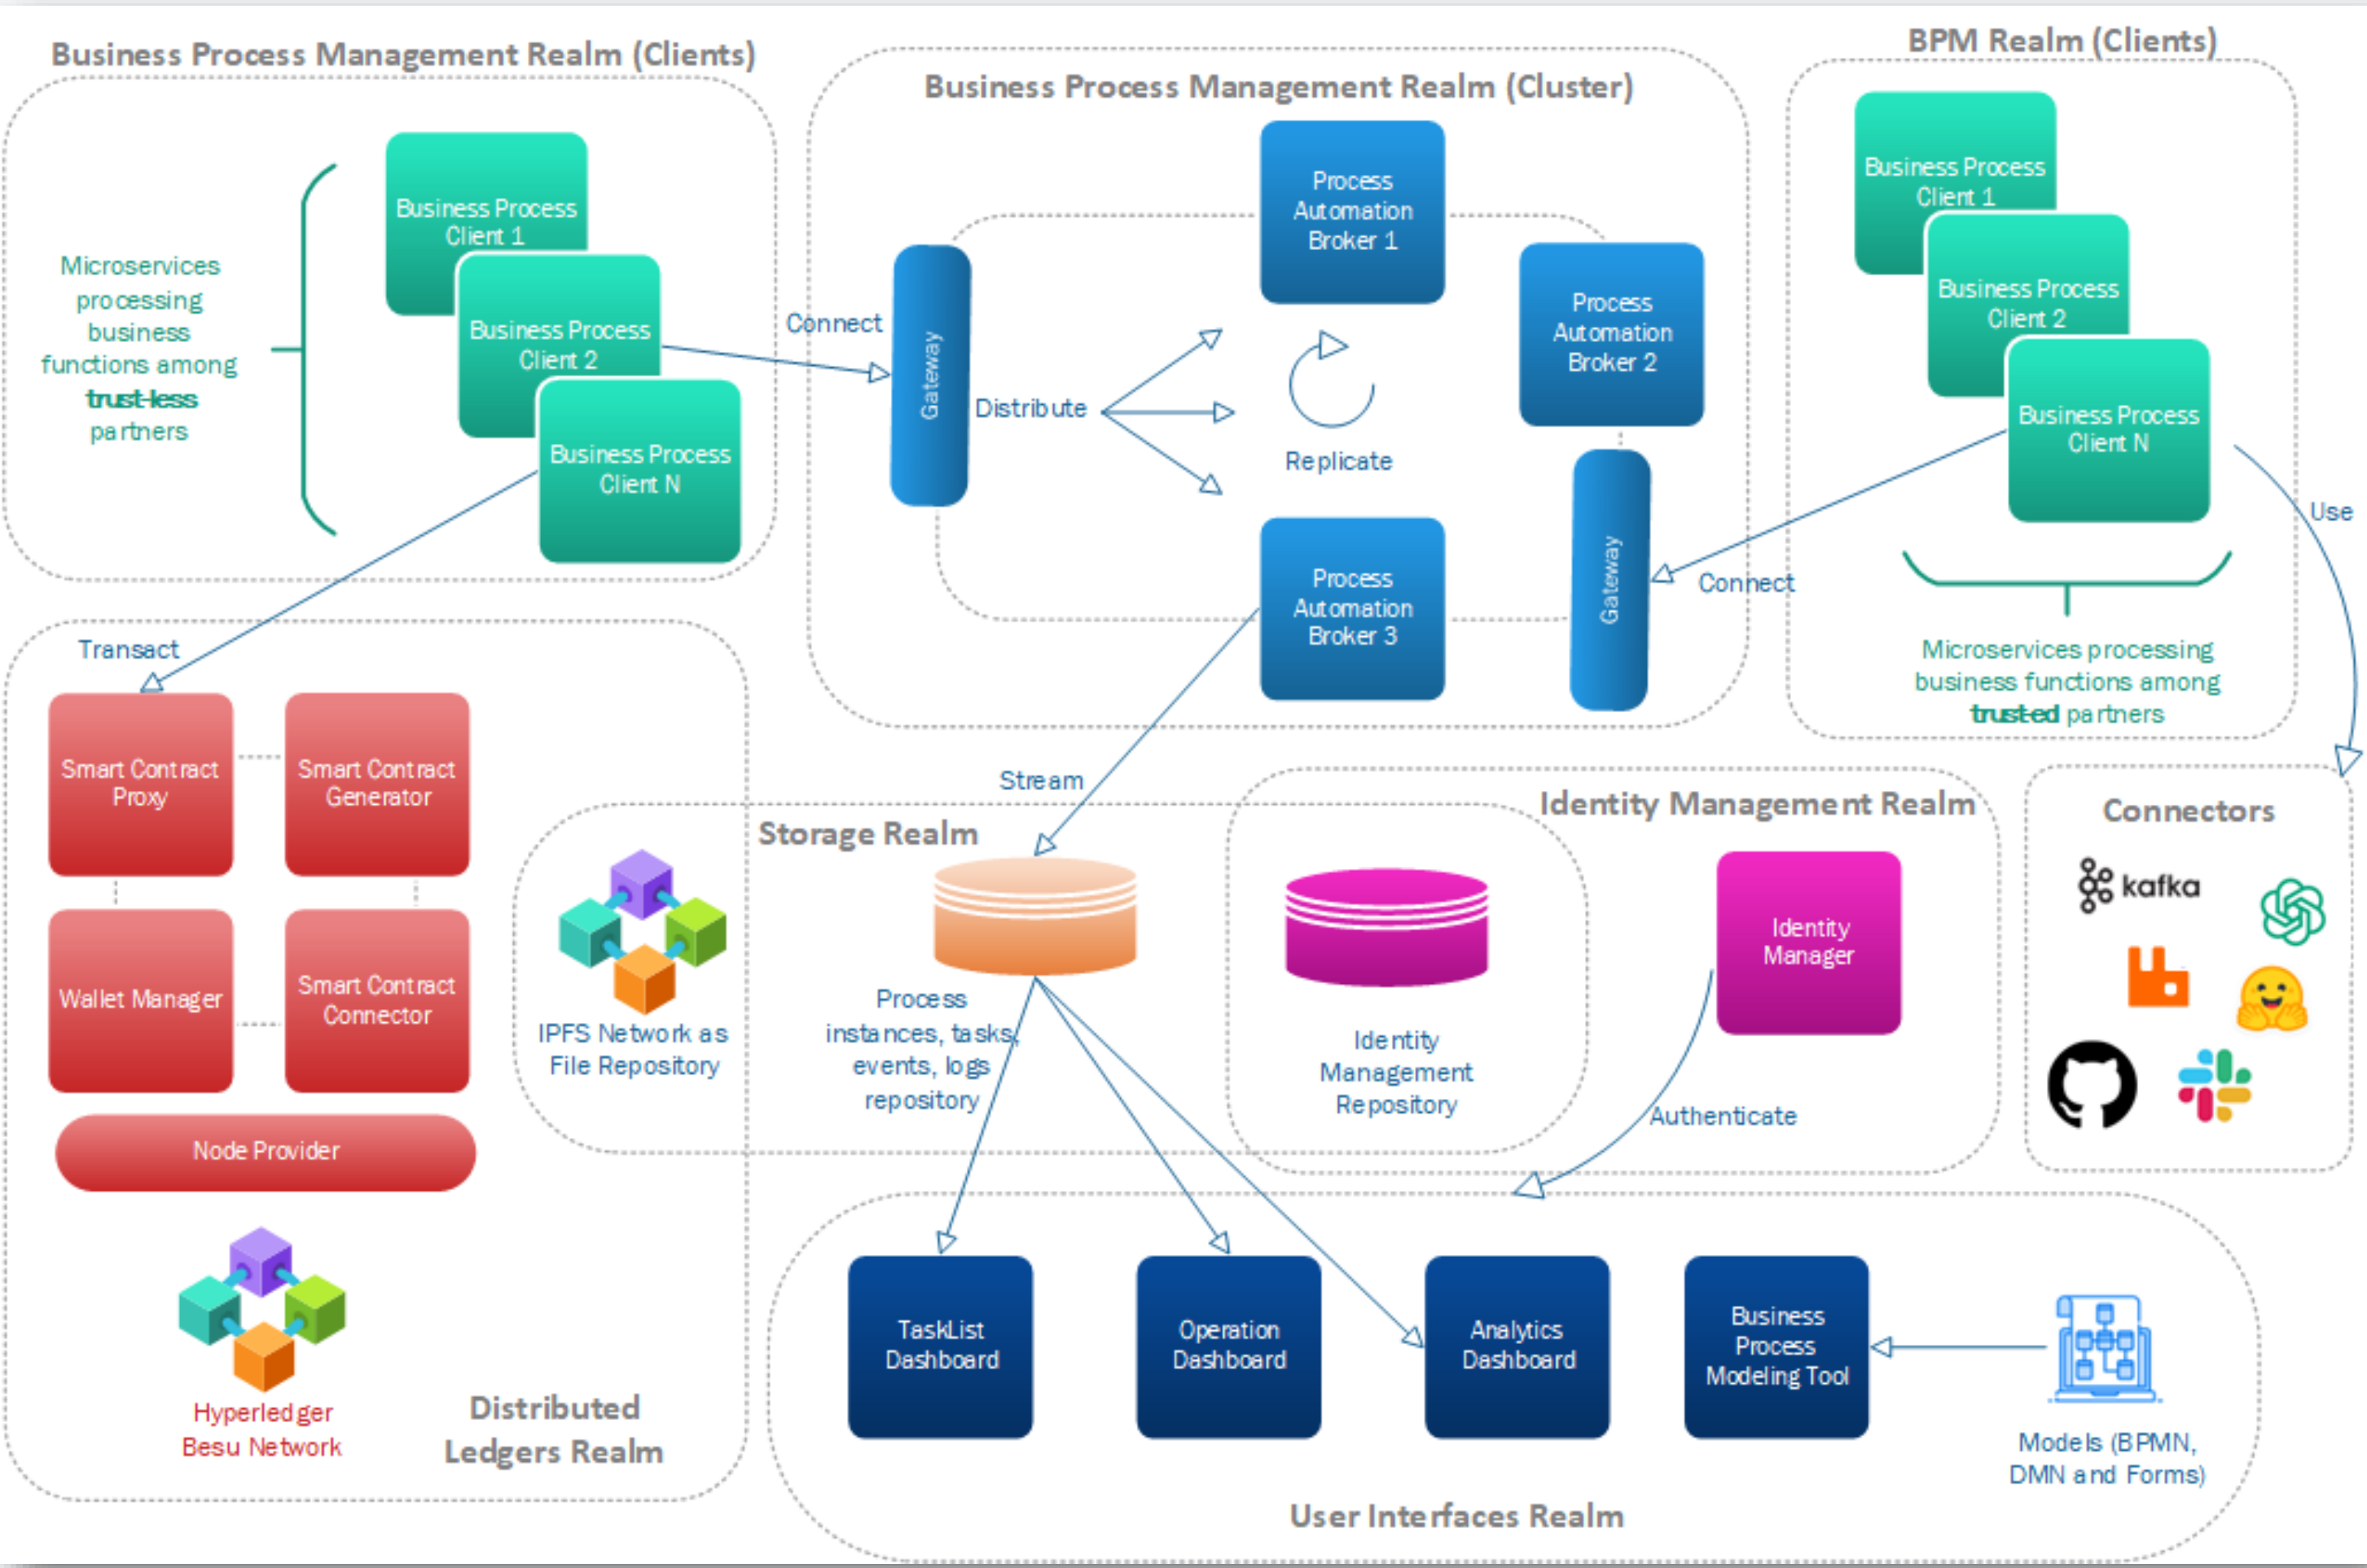 Business Process Management Realm (Clients)
Microservices
processing
business
functions among
trust-less
partners
Business Process
Client 1
Business Process
Client 2
Business Process
Client N
Connect
Transact
Business Process Management Realm (Cluster)
Gateway
Distribute
Replicate
Process
Automation
Broker 1
Process
Automation
Broker 2
Process
Automation
Broker 3
Gateway
Connect
Stream
BPM Realm (Clients)
Business Process
Client 1
Business Process
Client 2
Business Process
Client N
Use
Microservices processing
business functions among
trust-ed partners
Smart Contract
Proxy
Smart Contract
Generator
Wallet Manager
Smart Contract
Connector
Node Provider
Hyperledger
Besu Network
Distributed
Ledgers Realm
Storage Realm
IPFS Network as
File Repository
Process
instances, tasks,
events, logs
repository
Identity Management Realm
Identity
Management
Repository
Identity
Manager
Authenticate
Connectors
kafka
TaskList
Dashboard
Operation
Dashboard
Analytics
Dashboard
Business
Process
Modeling Tool
Models (BPMN,
DMN and Forms)
User Interfaces Realm